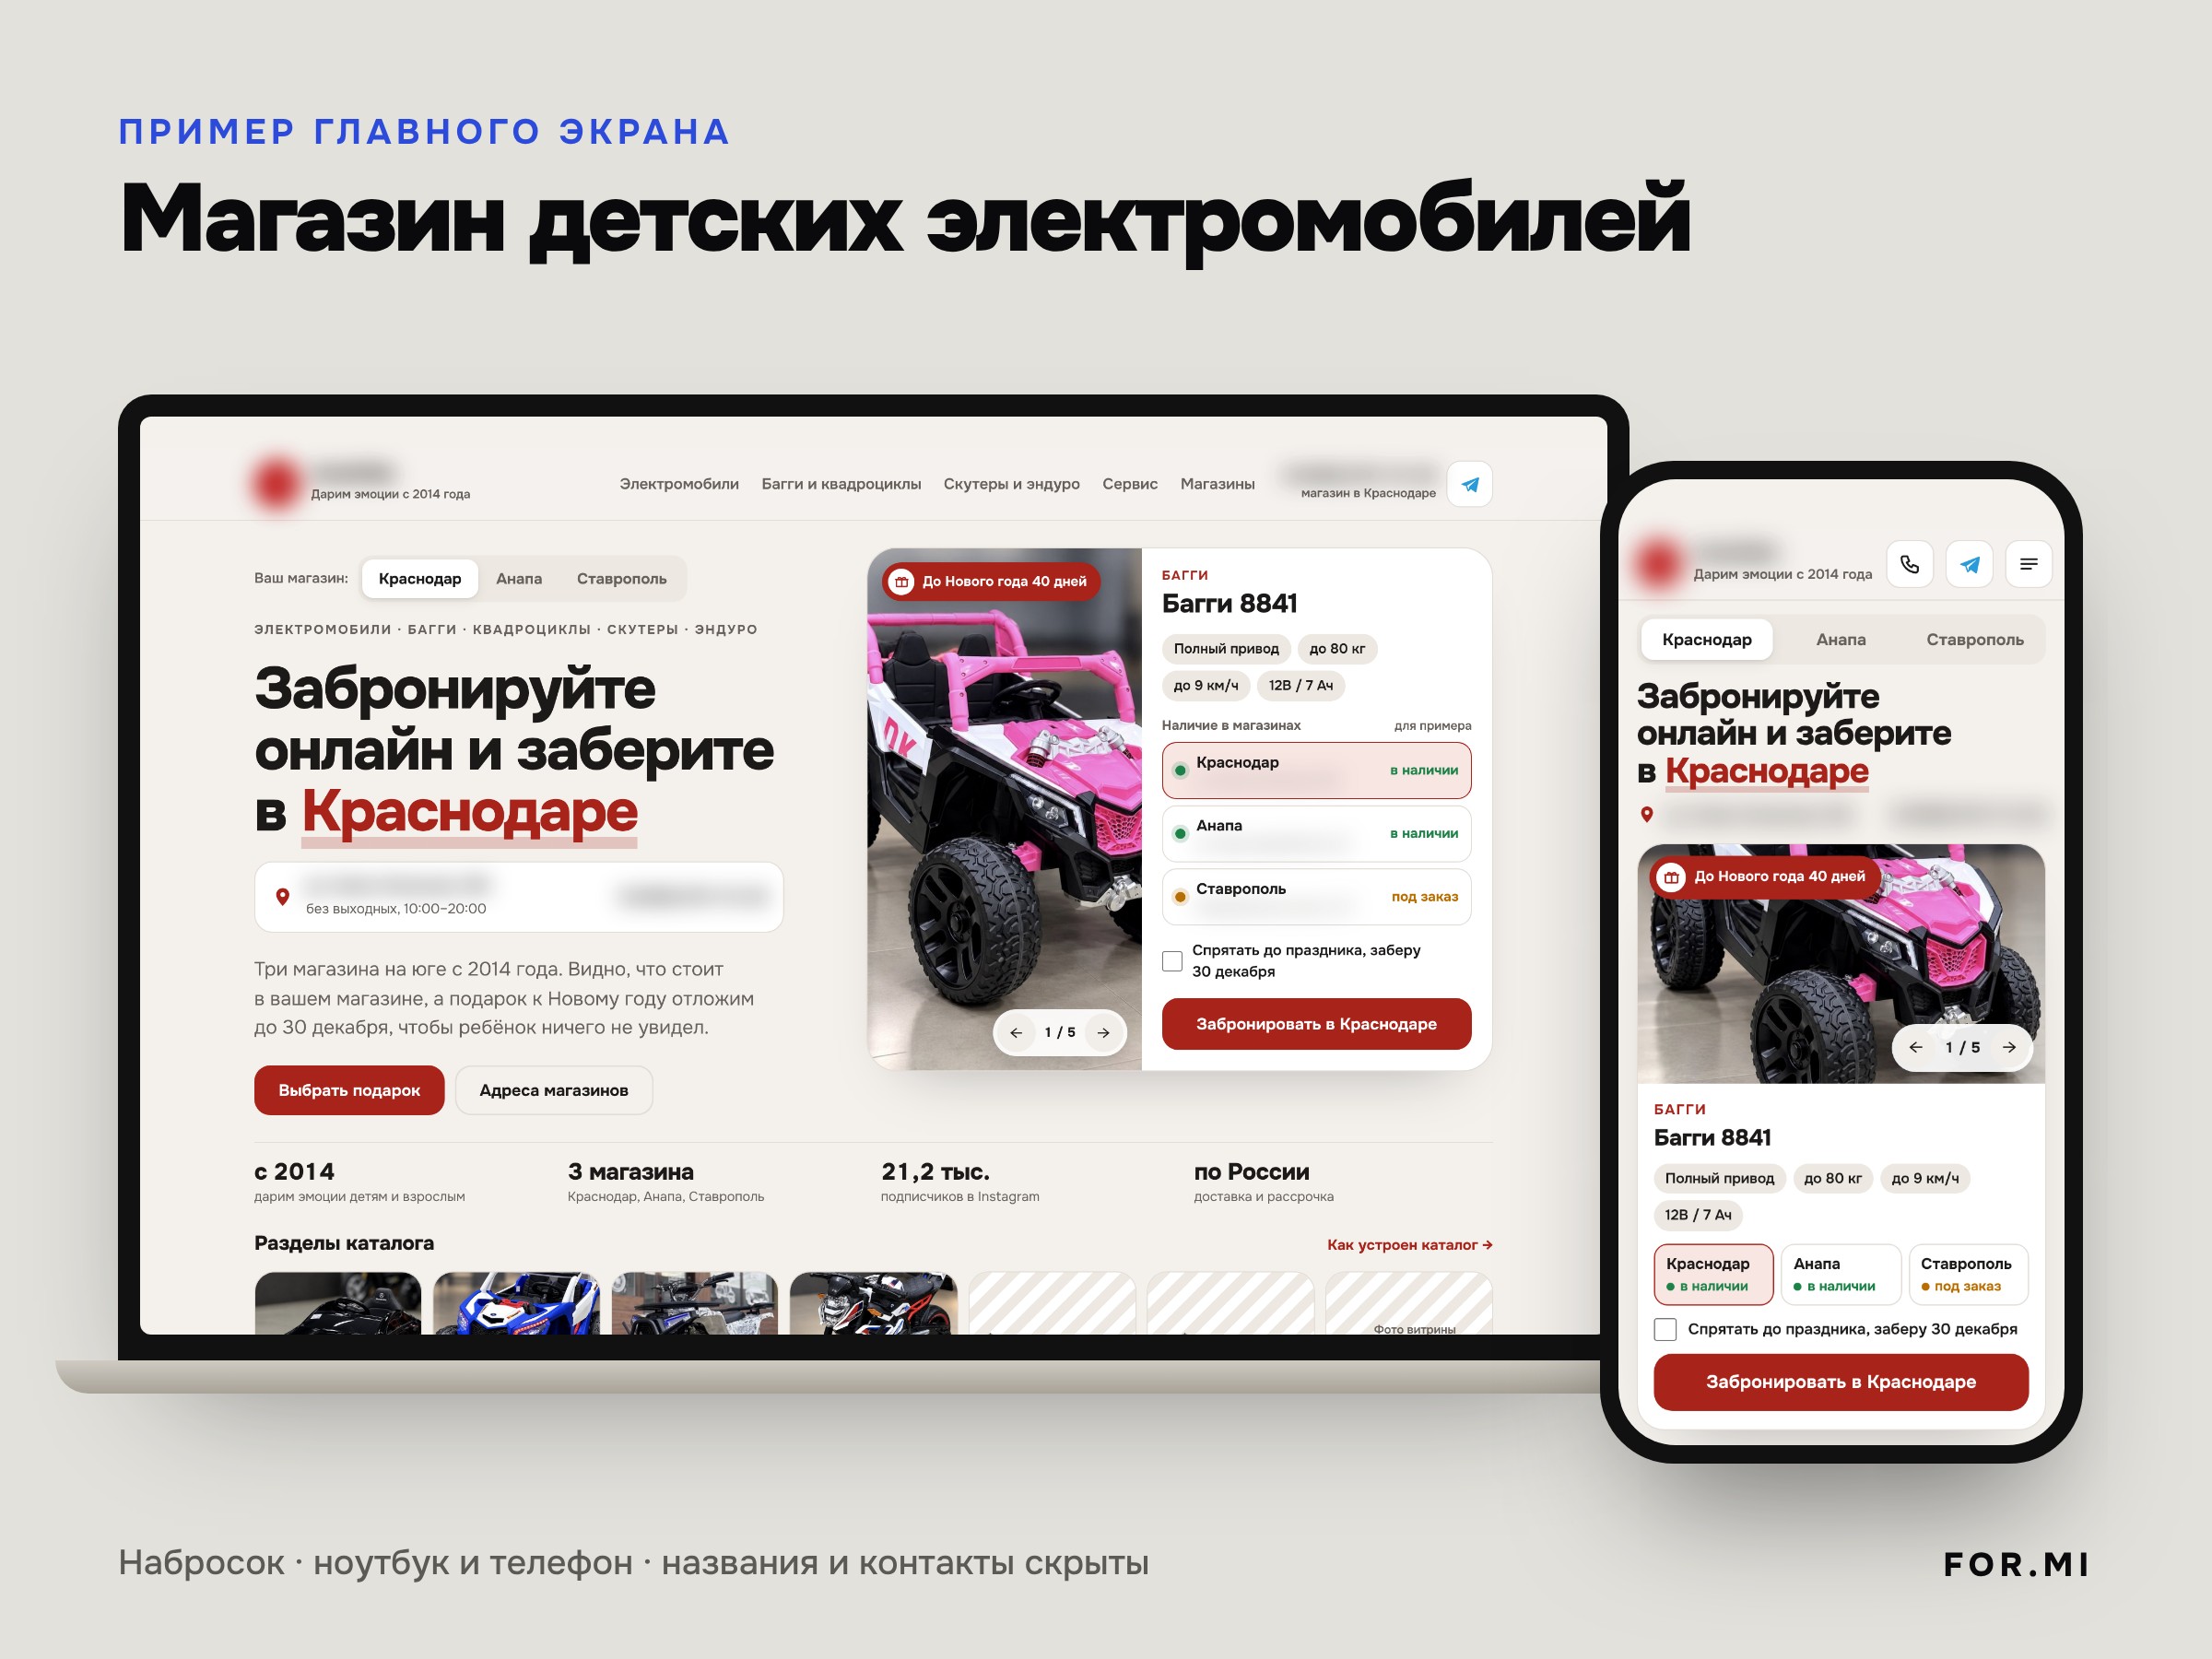 ПРИМЕР ГЛАВНОГО ЭКРАНА
Магазин детских электромобилей
Дарим эмоции с 2014 года
Электромобили
Багги и квадроциклы
Скутеры и эндуро
Сервис
Магазины
магазин в Краснодаре
Ваш магазин:
Краснодар
Анапа
Ставрополь
ЭЛЕКТРОМОБИЛИ · БАГГИ · КВАДРОЦИКЛЫ · СКУТЕРЫ · ЭНДУРО
Забронируйте
онлайн и заберите
в Краснодаре
без выходных, 10:00–20:00
Три магазина на юге с 2014 года. Видно, что стоит
в вашем магазине, а подарок к Новому году отложим
до 30 декабря, чтобы ребёнок ничего не увидел.
Выбрать подарок
Адреса магазинов
До Нового года 40 дней
1 / 5
БАГГИ
Багги 8841
Полный привод
до 80 кг
до 9 км/ч
12В / 7 Ач
Наличие в магазинах
для примера
Краснодар
в наличии
Анапа
в наличии
Ставрополь
под заказ
Спрятать до праздника, заберу
30 декабря
Забронировать в Краснодаре
с 2014
дарим эмоции детям и взрослым
3 магазина
Краснодар, Анапа, Ставрополь
21,2 тыс.
подписчиков в Instagram
по России
доставка и рассрочка
Разделы каталога
Как устроен каталог →
Фото витрины
Дарим эмоции с 2014 года
Краснодар
Анапа
Ставрополь
Забронируйте
онлайн и заберите
в Краснодаре
До Нового года 40 дней
1 / 5
БАГГИ
Багги 8841
Полный привод
до 80 кг
до 9 км/ч
12В / 7 Ач
Краснодар
в наличии
Анапа
в наличии
Ставрополь
под заказ
Спрятать до праздника, заберу 30 декабря
Забронировать в Краснодаре
Набросок · ноутбук и телефон · названия и контакты скрыты
FOR.MI